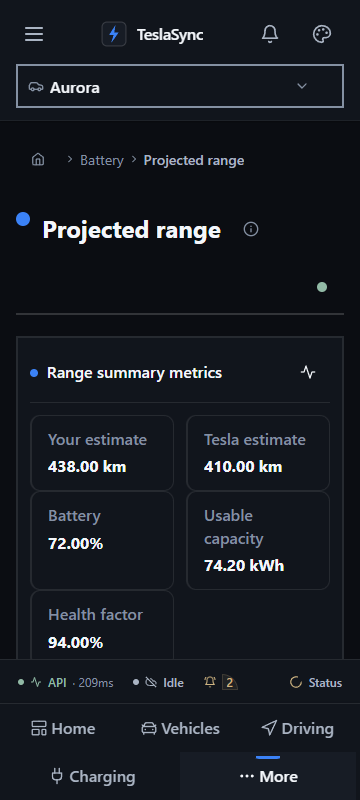 TeslaSync
Aurora
Battery
Projected range
Projected range
Range summary metrics
Your estimate
438.00 km
Tesla estimate
410.00 km
Battery
72.00%
Usable
capacity
74.20 kWh
Health factor
94.00%
API · 209ms
Idle
2
Status
Home
Vehicles
Driving
Charging
More